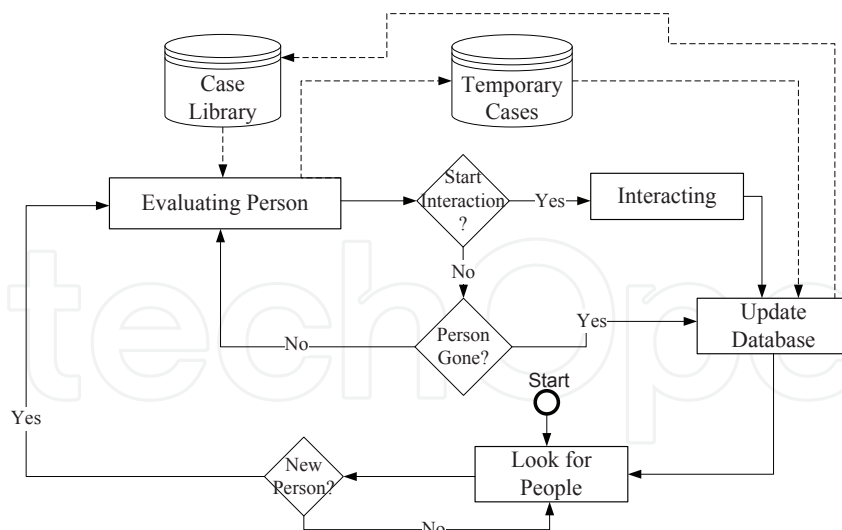 Case
Library
Temporary
Cases
Evaluating Person
Start
Interaction
?
Yes
Interacting
No
Person
Gone?
No
Yes
Update
Database
Start
Yes
New
Person?
Look for
People
No
techOpe